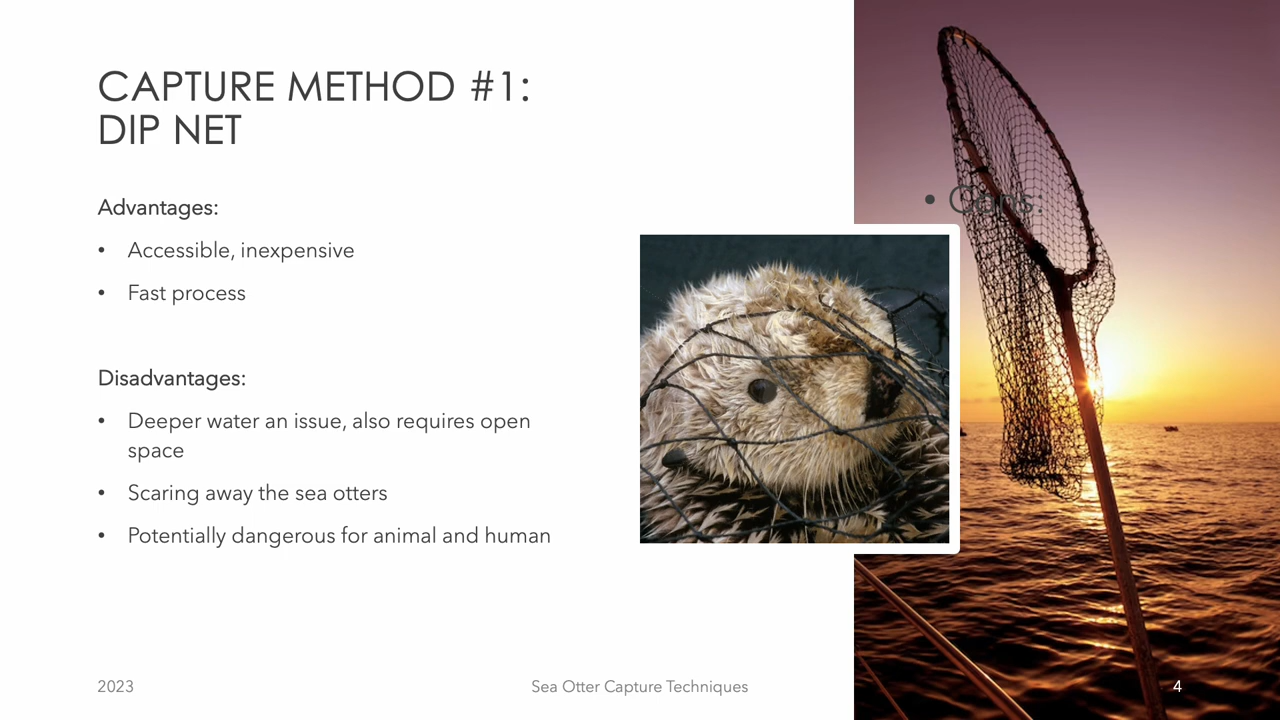 CAPTURE METHOD #1:
DIP NET
Advantages:
• Accessible, inexpensive
• Fast process
Disadvantages:
• Deeper water an issue, also requires open
space
• Scaring away the sea otters
• Potentially dangerous for animal and human
• Cons:
2023
Sea Otter Capture Techniques
4